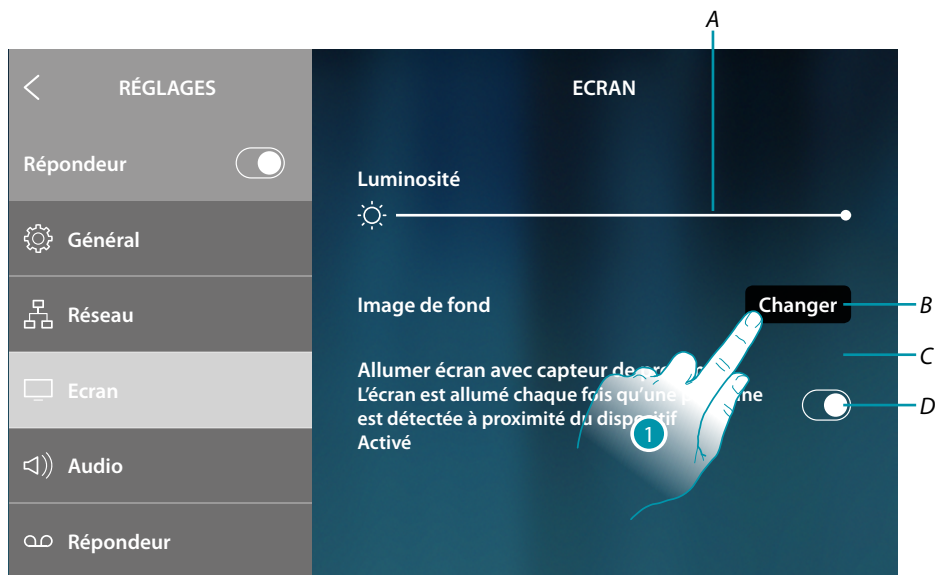 A
RÉGLAGES
ECRAN
Répondeur
Luminosité
Général
Image de fond
Changer
B
Réseau
C
Allumer écran avec capteur de
Ecran
L'écran est allumé chaque fois qu'une
D
est détectée à proximité du dispositif
1
Activé
Audio
Répondeur